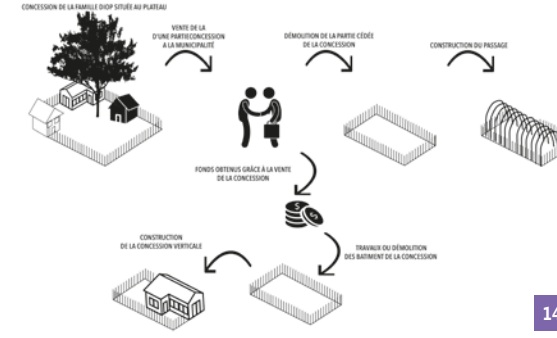 CONCESSION DE LA FAMILLE DIOP SITUÉE AU PLATEAU
VENTE DE LA
D'UNE PARTIECONCESSION
A LA MUNICIPALITÉ
DÉMOLUTION DE LA PARTIE CÉDÉE
DE LA CONCESSION
CONSTRUCTION DU PASSAGE
FONDS OBTENUS GRÂCE À LA VENTE
DE LA CONCESSION
$
$
CONSTRUCTION
DE LA CONCESSION VERTICALE
TRAVAUX OU DÉMOLITION
DES BATIMENT DE LA CONCESSION
14